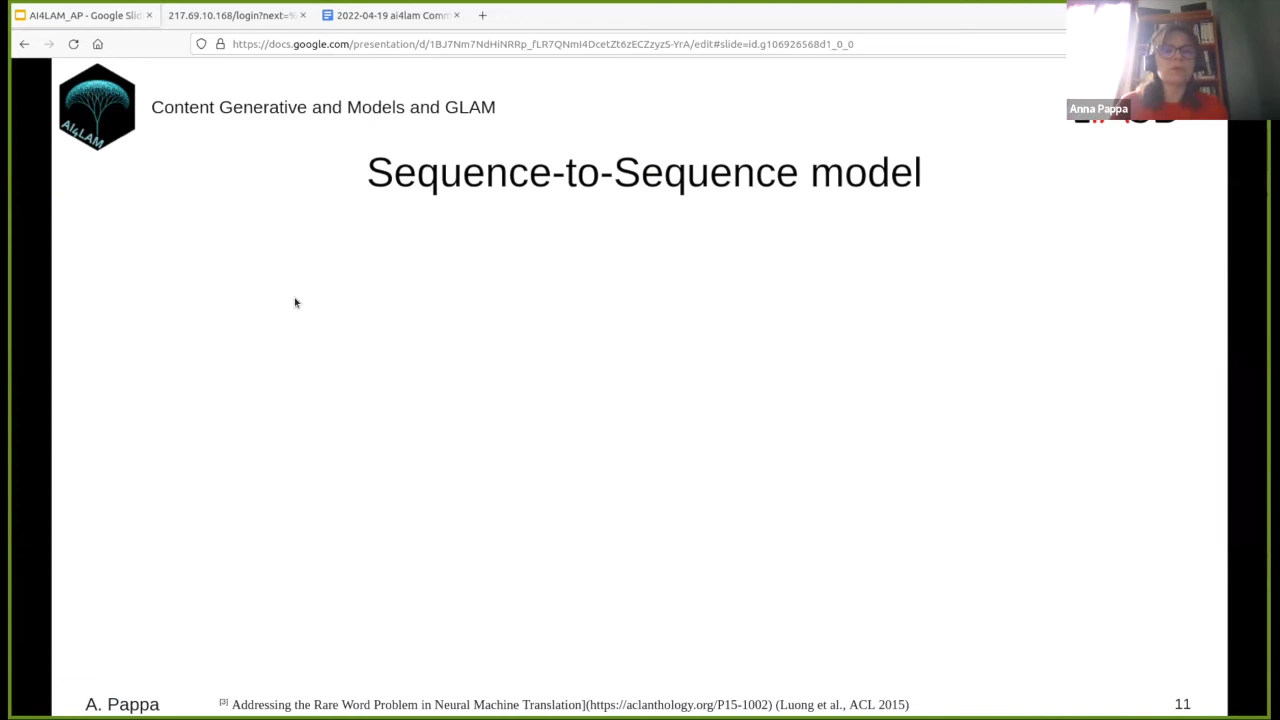 AI4LAM_AP - Google Slid
217.69.10.168/login?next=
2022-04-19 ai4lam Comm
https://docs.google.com/presentation/d/1BJ7Nm7NdHiNRRp_fLR7QNmI4DcetZt6zECZzyzS-YrA/edit#slide=id.g106926568d1_0_0
Anna Pappa
AI4LAM
Content Generative and Models and GLAM
Sequence-to-Sequence model
A. Pappa
[3] Addressing the Rare Word Problem in Neural Machine Translation](https://aclanthology.org/P15-1002) (Luong et al., ACL 2015)
11